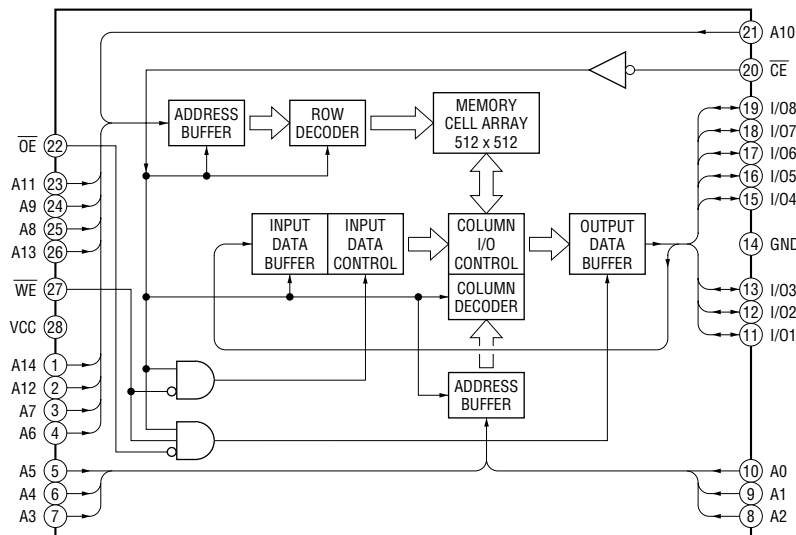 21 A10
20 CE
ADDRESS BUFFER
ROW DECODER
MEMORY CELL ARRAY 512 x 512
19 I/O8
18 I/O7
17 I/O6
16 I/O5
15 I/O4
OE 22
A11 23
A9 24
A8 25
A13 26
INPUT DATA BUFFER
INPUT DATA CONTROL
COLUMN I/O CONTROL
OUTPUT DATA BUFFER
14 GND
WE 27
COLUMN DECODER
13 I/O3
12 I/O2
11 I/O1
VCC 28
A14 1
A12 2
A7 3
A6 4
ADDRESS BUFFER
A5 5
A4 6
A3 7
10 A0
9 A1
8 A2